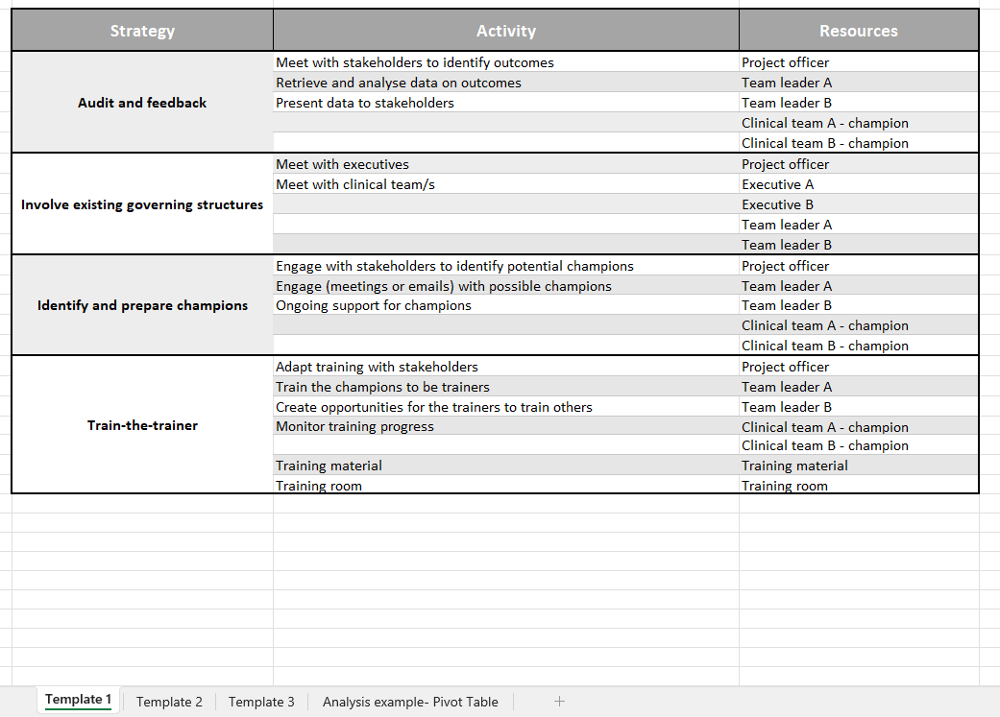 Strategy Activity Resources
Meet with stakeholders to identify outcomes Project officer
Retrieve and analyse data on outcomes Team leader A
Audit and feedback Present data to stakeholders Team leader B
Clinical team A - champion
Clinical team B - champion
Meet with executives Project officer
Meet with clinical team/s Executive A
Involve existing governing structures Executive B
Team leader A
Team leader B
Engage with stakeholders to identify potential champions Project officer
Engage (meetings or emails) with possible champions Team leader A
Identify and prepare champions Ongoing support for champions Team leader B
Clinical team A - champion
Clinical team B - champion
Adapt training with stakeholders Project officer
Train the champions to be trainers Team leader A
Create opportunities for the trainers to train others Team leader B
Train-the-trainer Monitor training progress Clinical team A - champion
Clinical team B - champion
Training material Training material
Training room Training room
Template 1 Template 2 Template 3 Analysis example- Pivot Table +